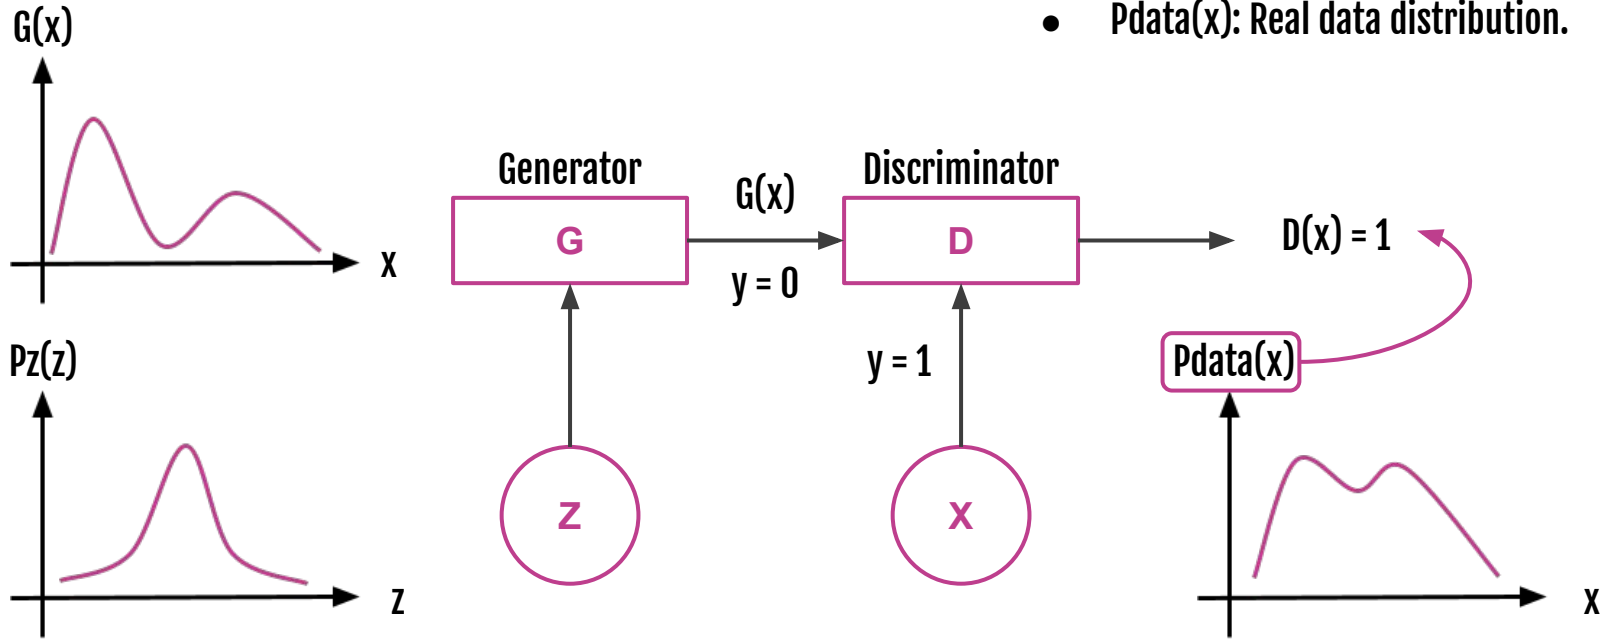 G(x)
● Pdata(x): Real data distribution.
Generator
G(x)
Discriminator
G
D
D(x) = 1
x
y = 0
Pz(z)
y = 1
Pdata(x)
Z
X
z
x